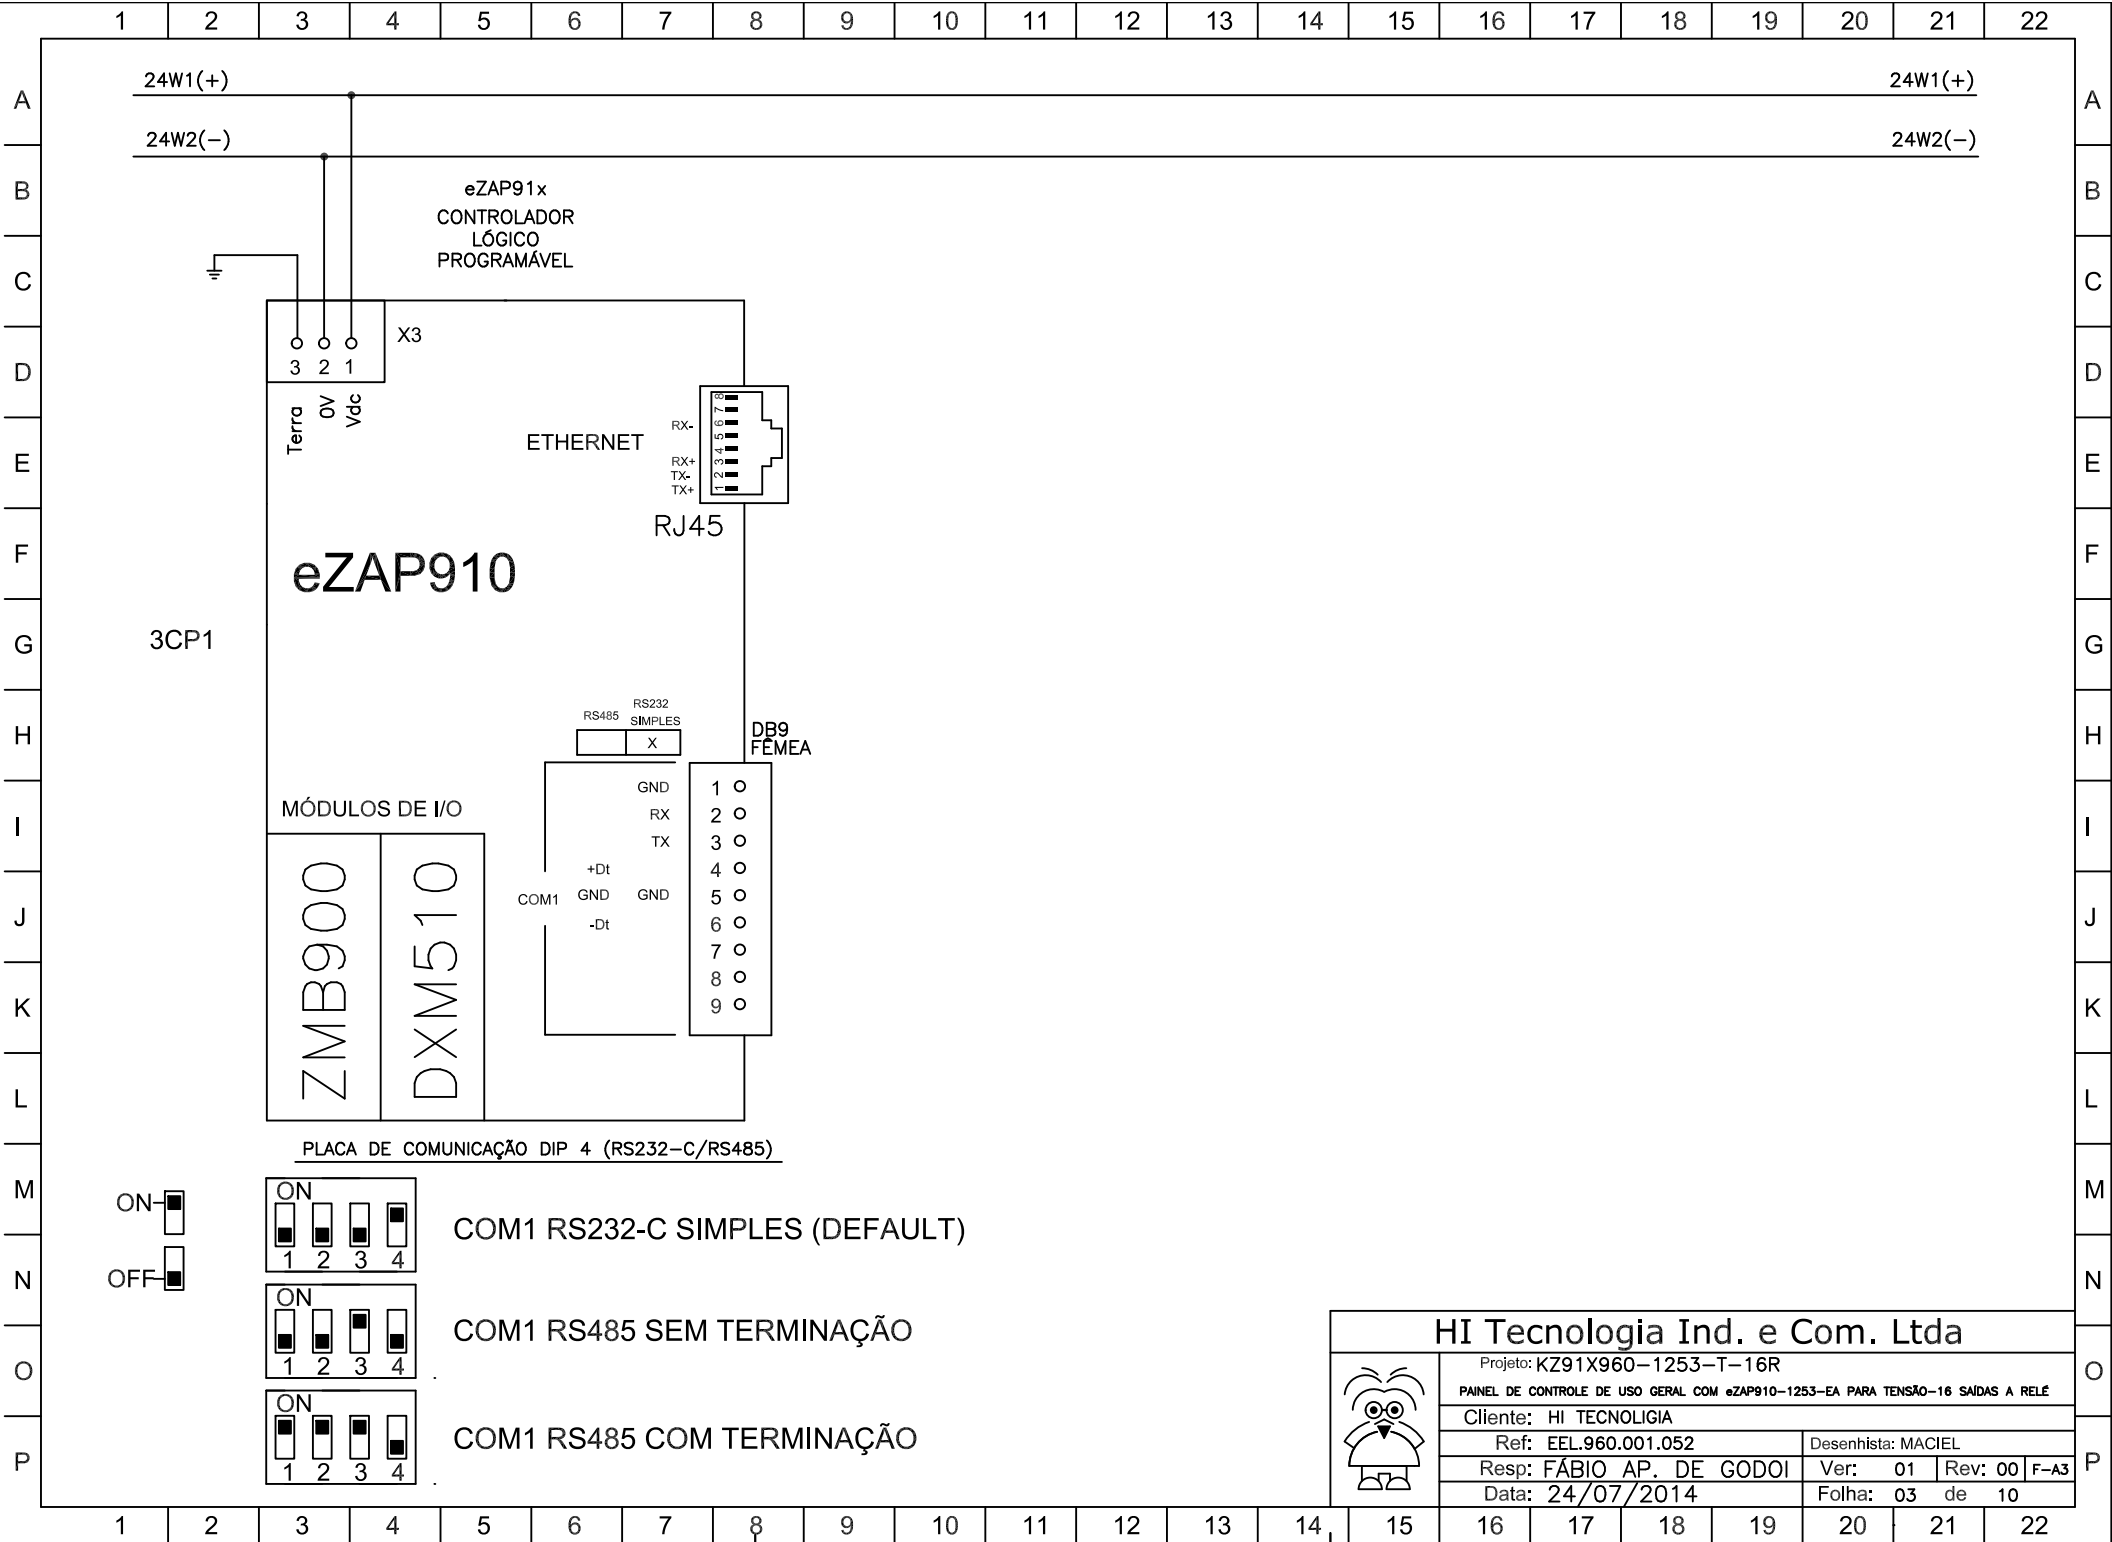 1 2 3 4 5 6 7 8 9 10 11 12 13 14 15 16 17 18 19 20 21 22
A
B
C
D
E
F
G
H
I
J
K
L
M
N
O
P
24W1(+)
24W1(+)
24W2(−)
24W2(−)
eZAP91x
CONTROLADOR
LÓGICO
PROGRAMÁVEL
X3
3 2 1
Terra
0V
Vdc
ETHERNET
8
7
RX- 6
5
4
RX+ 3
TX- 2
TX+ 1
RJ45
eZAP910
3CP1
RS485
RS232
SIMPLES
X
DB9
FÊMEA
GND 1
RX 2
TX 3
+Dt 4
COM1 GND GND 5
-Dt 6
7
8
9
MÓDULOS DE I/O
ZMB900
DXM510
PLACA DE COMUNICAÇÃO DIP 4 (RS232−C/RS485)
ON
OFF
ON
1 2 3 4
COM1 RS232-C SIMPLES (DEFAULT)
ON
1 2 3 4
COM1 RS485 SEM TERMINAÇÃO
ON
1 2 3 4
COM1 RS485 COM TERMINAÇÃO
HI Tecnologia Ind. e Com. Ltda
Projeto: KZ91X960−1253−T−16R
PAINEL DE CONTROLE DE USO GERAL COM eZAP910−1253−EA PARA TENSÃO−16 SAÍDAS A RELÉ
Cliente: HI TECNOLIGIA
Ref: EEL.960.001.052 Desenhista: MACIEL
Resp: FÁBIO AP. DE GODOI Ver: 01 Rev: 00 F−A3
Data: 24/07/2014 Folha: 03 de 10
A
B
C
D
E
F
G
H
I
J
K
L
M
N
O
P
1 2 3 4 5 6 7 8 9 10 11 12 13 14 15 16 17 18 19 20 21 22